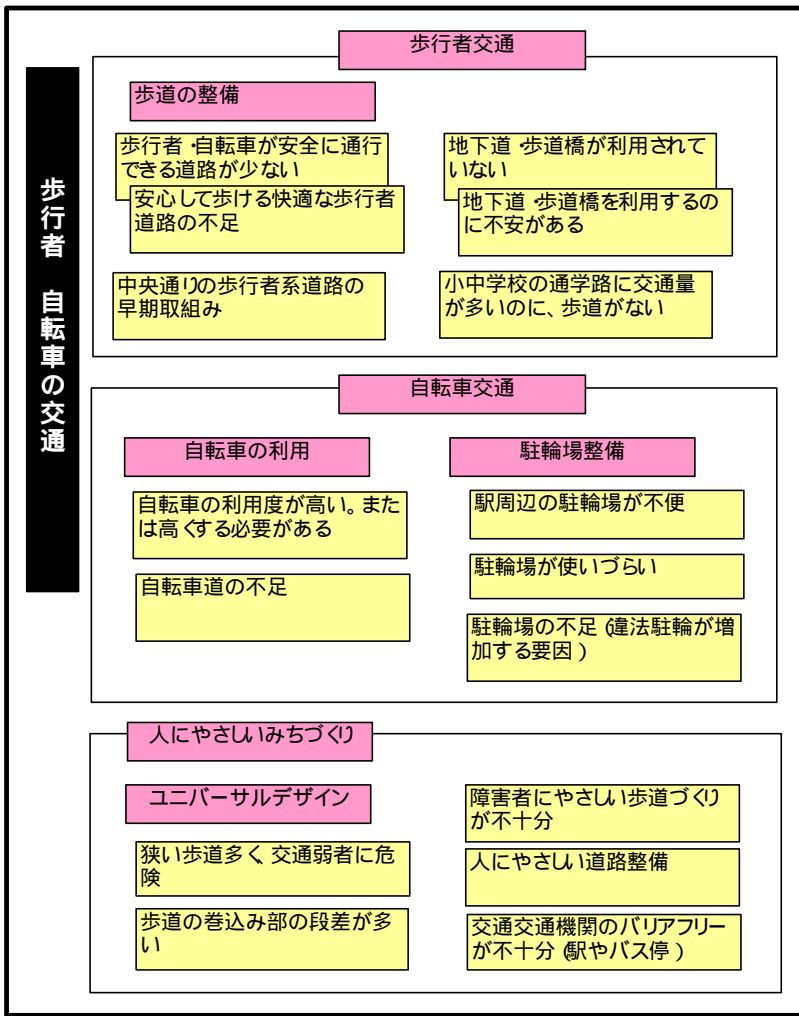 歩行者　自転車の交通
歩行者交通
歩道の整備
歩行者・自転車が安全に通行
できる道路が少ない
安心して歩ける快適な歩行者
道路の不足
中央通りの歩行者系道路の
早期取組み
地下道・歩道橋が利用されて
いない
地下道・歩道橋を利用するの
に不安がある
小中学校の通学路に交通量
が多いのに、歩道がない
自転車交通
自転車の利用
自転車の利用度が高い。また
は高くする必要がある
自転車道の不足
駐輪場整備
駅周辺の駐輪場が不便
駐輪場が使いづらい
駐輪場の不足（違法駐輪が増
加する要因）
人にやさしいみちづくり
ユニバーサルデザイン
狭い歩道多く、交通弱者に危
険
歩道の巻込み部の段差が多
い
障害者にやさしい歩道づくり
が不十分
人にやさしい道路整備
交通交通機関のバリアフリー
が不十分（駅やバス停）